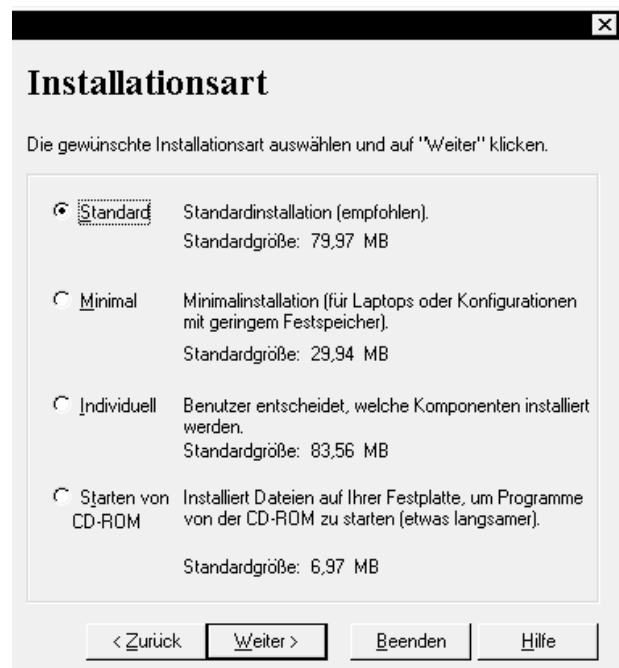 Installationsart
Die gewünschte Installationsart auswählen und auf "Weiter" klicken.
Standard Standardinstallation (empfohlen).
Standardgröße: 79,97 MB
Minimal Minimalinstallation (für Laptops oder Konfigurationen
mit geringem Festspeicher).
Standardgröße: 29,94 MB
Individuell Benutzer entscheidet, welche Komponenten installiert
werden.
Standardgröße: 83,56 MB
Starten von Installiert Dateien auf Ihrer Festplatte, um Programme
CD-ROM von der CD-ROM zu starten (etwas langsamer).
Standardgröße: 6,97 MB
< Zurück Weiter > Beenden Hilfe